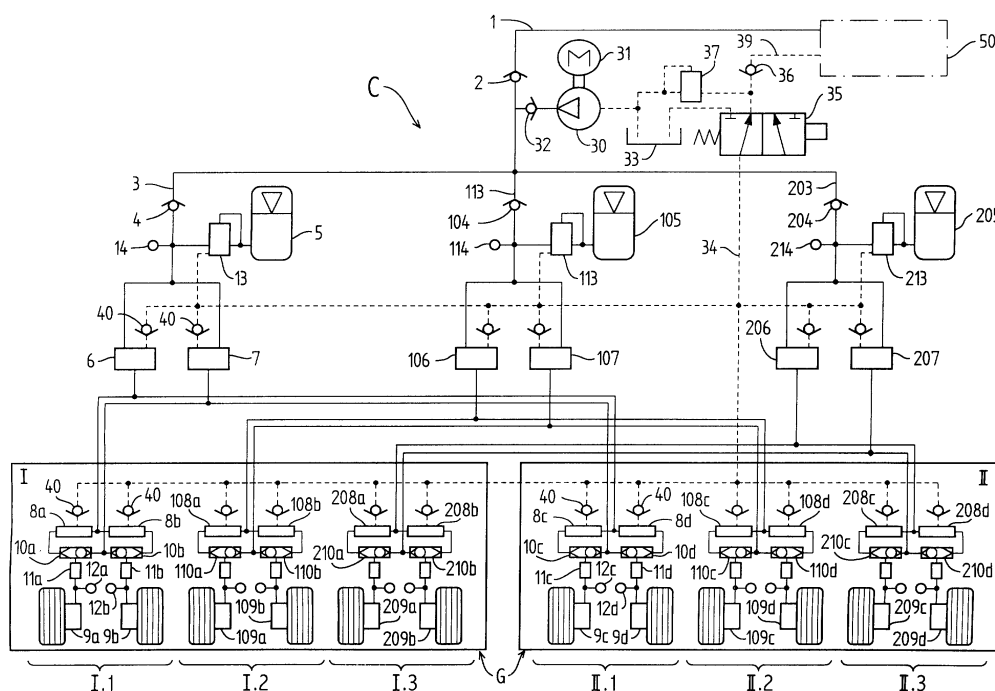 1
31
37
39
50
36
2
M
C
35
32
30
33
3
113
203
4
104
204
5
105
205
14
114
34
214
13
113
213
40
40
6
7
106
107
206
207
I
II
40
40
108a
108b
208a
208b
40
40
108c
108d
208c
208d
8a
8b
8c
8d
10a
10b
110a
110b
210a
210b
10c
10d
110c
110d
210c
210d
11a
12a
11b
11c
12c
11d
12b
109b
209a
12d
109d
209c
9a
9b
109a
209b
9c
9d
109c
209d
G
I.1
I.2
I.3
II.1
II.2
II.3